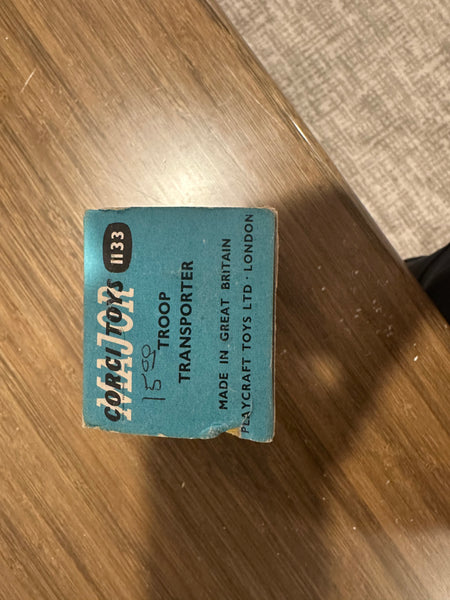 CORGI TOYS 1133
MAJOR
15.00
TROOP
TRANSPORTER
MADE IN GREAT BRITAIN
PLAYCRAFT TOYS LTD · LONDON